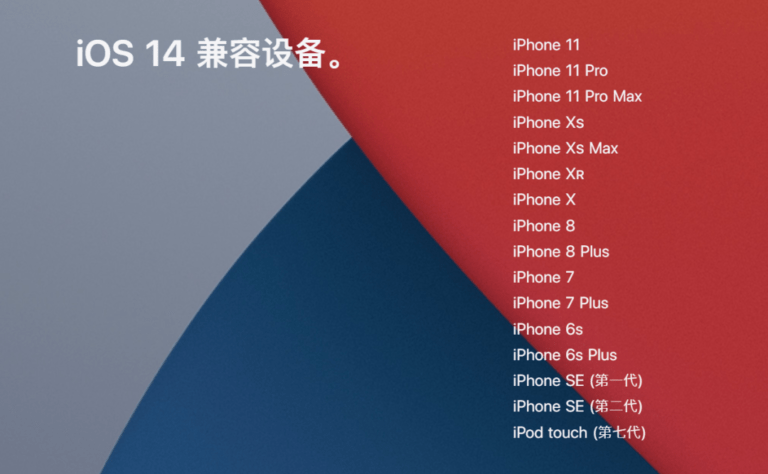 iOS 14 兼容设备。
iPhone 11
iPhone 11 Pro
iPhone 11 Pro Max
iPhone Xs
iPhone Xs Max
iPhone XR
iPhone X
iPhone 8
iPhone 8 Plus
iPhone 7
iPhone 7 Plus
iPhone 6s
iPhone 6s Plus
iPhone SE (第一代)
iPhone SE (第二代)
iPod touch (第七代)